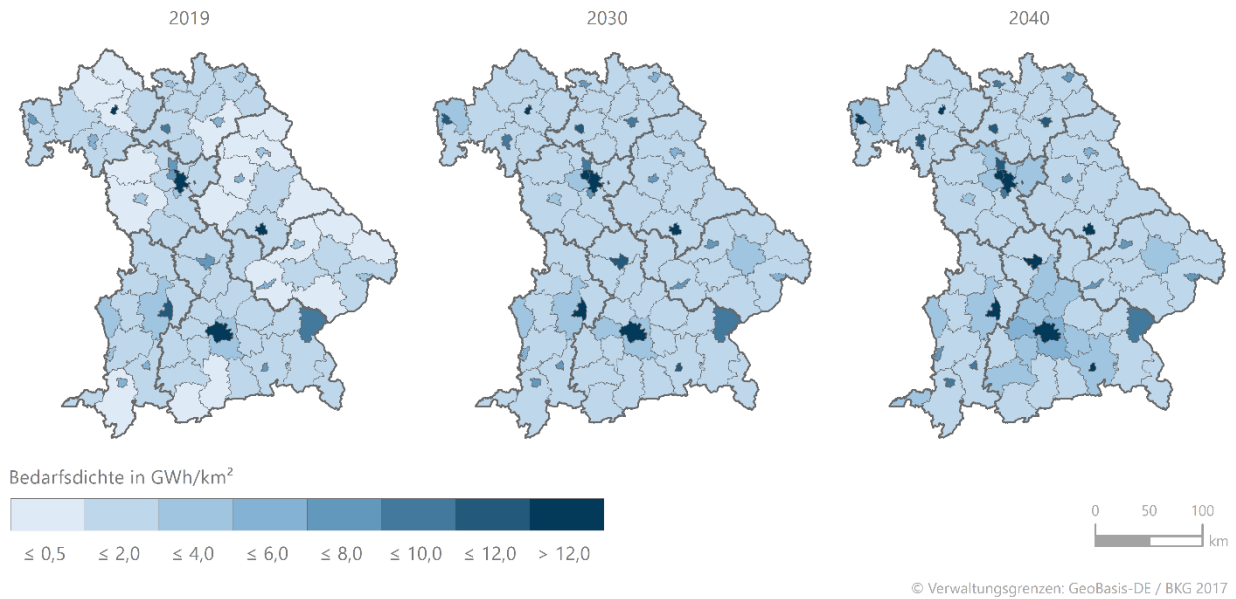 2019 2030 2040
Bedarfsdichte in GWh/km²
≤ 0,5 ≤ 2,0 ≤ 4,0 ≤ 6,0 ≤ 8,0 ≤ 10,0 ≤ 12,0 > 12,0
0 50 100
km
© Verwaltungsgrenzen: GeoBasis-DE / BKG 2017